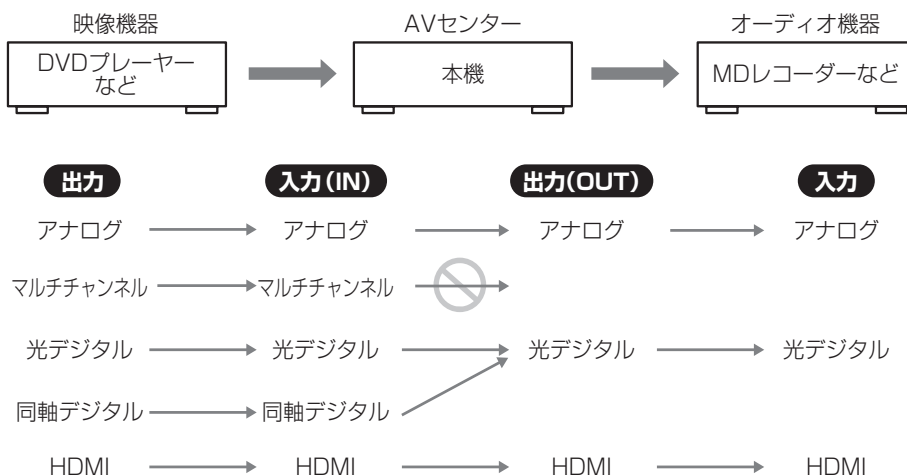 映像機器
AVセンター
オーディオ機器
DVDプレーヤー
など
本機
MDレコーダーなど
出力
入力(IN)
出力(OUT)
入力
アナログ
アナログ
アナログ
アナログ
マルチチャンネル
マルチチャンネル
光デジタル
光デジタル
光デジタル
光デジタル
同軸デジタル
同軸デジタル
HDMI
HDMI
HDMI
HDMI